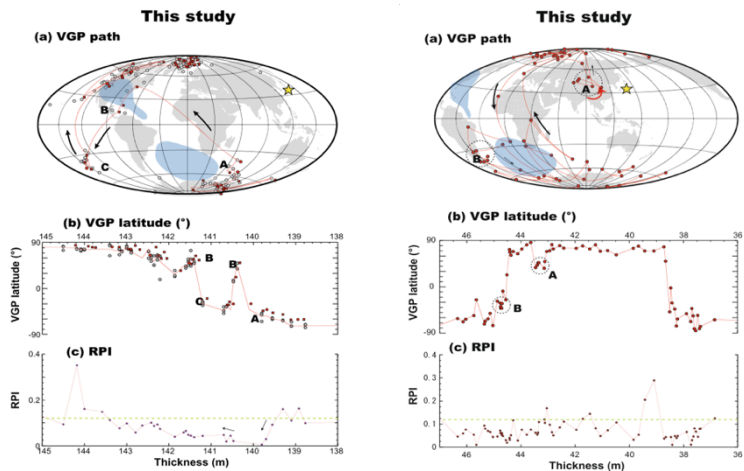 This study
(a) VGP path
B
C
A
(b) VGP latitude (°)
145 144 143 142 141 140 139 138
90
0
-90
VGP latitude (°)
B
B
C
A
(c) RPI
0.4
0.2
0
RPI
145 144 143 142 141 140 139 138
Thickness (m)
This study
(a) VGP path
A
B
(b) VGP latitude (°)
46 44 42 40 38 36
90
0
-90
VGP latitude (°)
A
B
(c) RPI
0.4
0.3
0.2
0.1
0
RPI
46 44 42 40 38 36
Thickness (m)